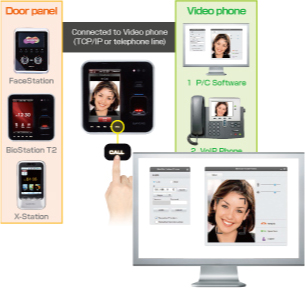 Door panel
FaceStation
BioStation T2
X-Station
Connected to Video phone
(TCP/IP or telephone line)
CALL
Video phone
1 P/C Software
2 VoIP Phone